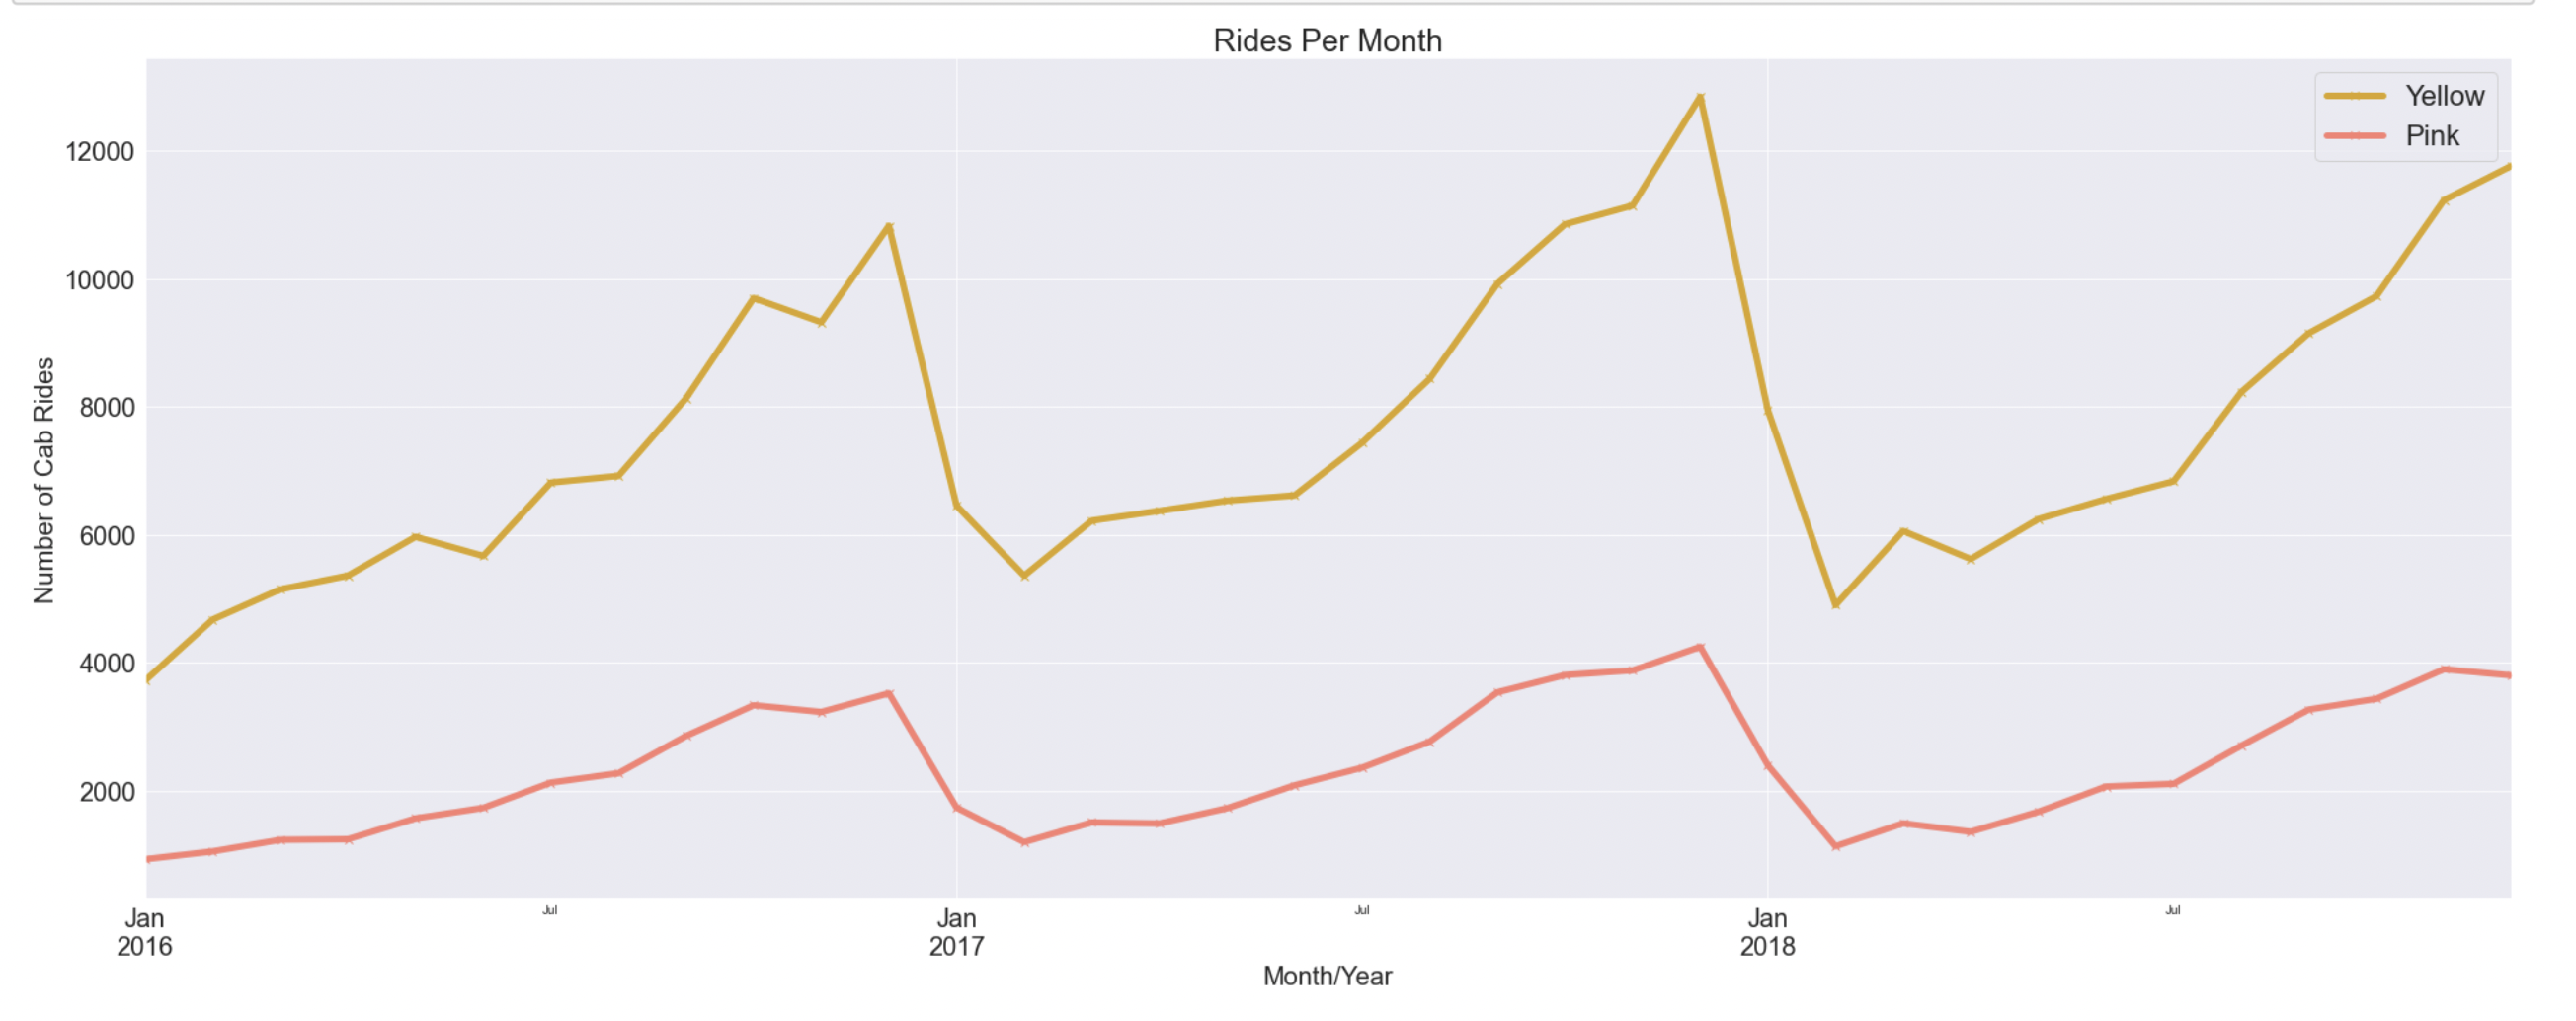 Rides Per Month
Yellow
Pink
12000
10000
8000
6000
4000
2000
Number of Cab Rides
Jan
2016
Jul
Jan
2017
Jul
Jan
2018
Jul
Month/Year